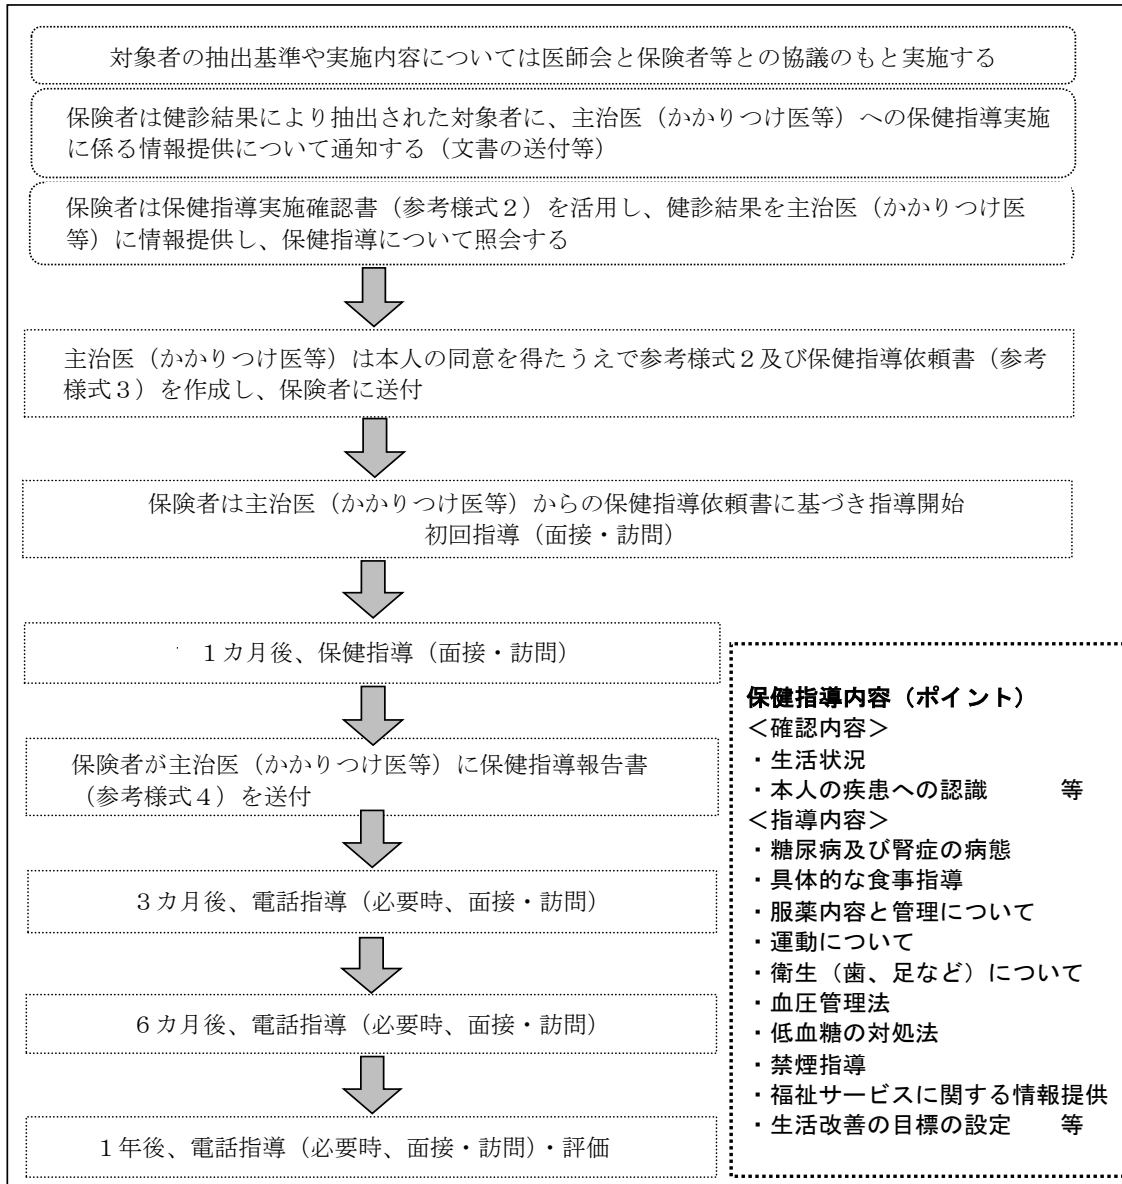 対象者の抽出基準や実施内容については医師会と保険者等との協議のもと実施する
保険者は健診結果により抽出された対象者に、主治医（かかりつけ医等）への保健指導実施
に係る情報提供について通知する（文書の送付等）
保険者は保健指導実施確認書（参考様式２）を活用し、健診結果を主治医（かかりつけ医
等）に情報提供し、保健指導について照会する
主治医（かかりつけ医等）は本人の同意を得たうえで参考様式２及び保健指導依頼書（参考
様式３）を作成し、保険者に送付
保険者は主治医（かかりつけ医等）からの保健指導依頼書に基づき指導開始
初回指導（面接・訪問）
１カ月後、保健指導（面接・訪問）
保険者が主治医（かかりつけ医等）に保健指導報告書
（参考様式４）を送付
３カ月後、電話指導（必要時、面接・訪問）
６カ月後、電話指導（必要時、面接・訪問）
１年後、電話指導（必要時、面接・訪問）・評価
保健指導内容（ポイント）
＜確認内容＞
・生活状況
・本人の疾患への認識　　　等
＜指導内容＞
・糖尿病及び腎症の病態
・具体的な食事指導
・服薬内容と管理について
・運動について
・衛生（歯、足など）について
・血圧管理法
・低血糖の対処法
・禁煙指導
・福祉サービスに関する情報提供
・生活改善の目標の設定　　等